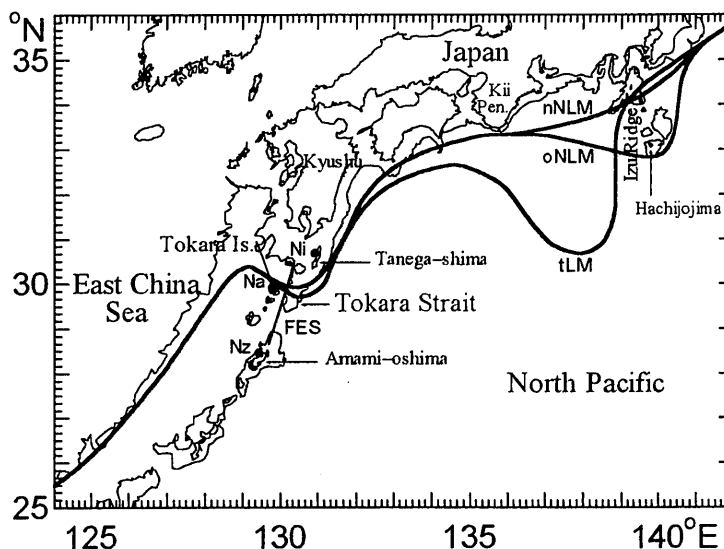 °N
35
Japan
Kii
Pen.
nNLM
oNLM
Izu Ridge
Kyushu
Hachijojima
Tokara Is.
Ni
Tanega-shima
tLM
30
East China
Sea
Na
Tokara Strait
FES
Nz
Amami-oshima
North Pacific
25
125
130
135
140°E